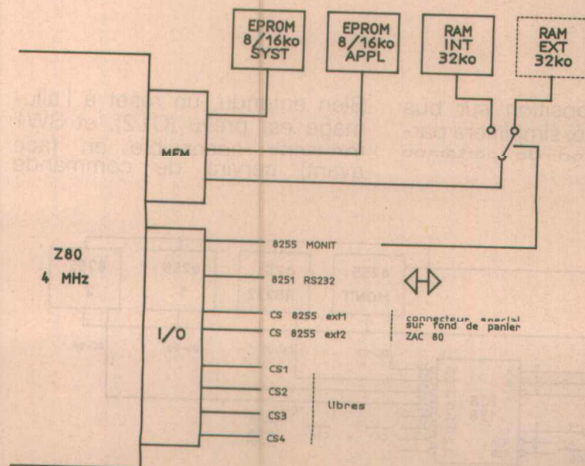 EPROM
8/16ko
SYST
EPROM
8/16ko
APPL
RAM
INT
32ko
RAM
EXT
32ko
MEM
Z80
4 MHz
I/O
8255 MONIT
8251 RS232
CS 8255 ext1
CS 8255 ext2
connecteur special
sur fond de panier
ZAC 80
CS1
CS2
CS3
CS4
libres